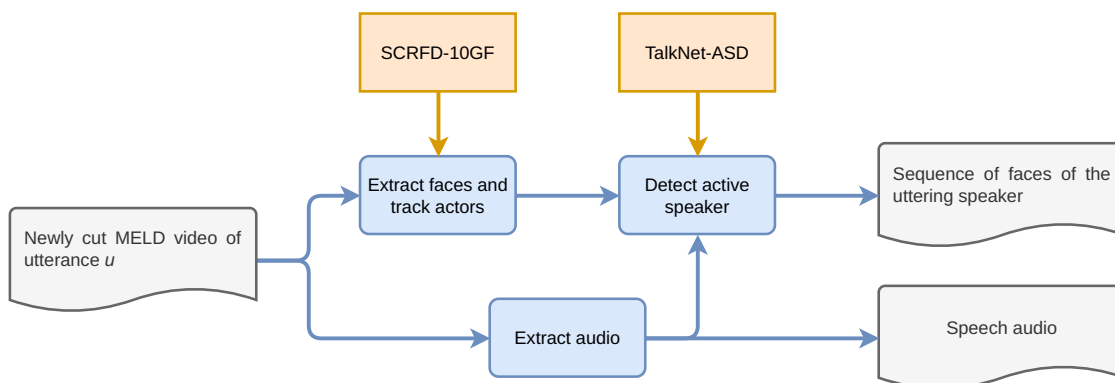 SCRFD-10GF
TalkNet-ASD
Extract faces and
track actors
Detect active
speaker
Sequence of faces of the
uttering speaker
Newly cut MELD video of
utterance u
Extract audio
Speech audio